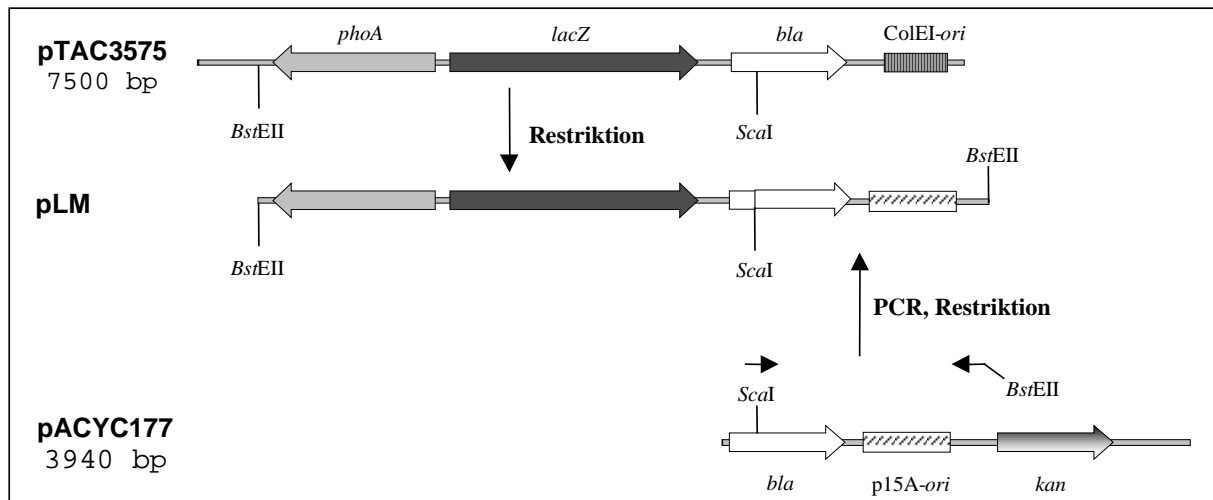 phoA lacZ bla ColEI-ori
pTAC3575
7500 bp
BstEII ScaI
Restriktion
BstEII
pLM
BstEII ScaI
PCR, Restriktion
ScaI BstEII
pACYC177
3940 bp
bla p15A-ori kan